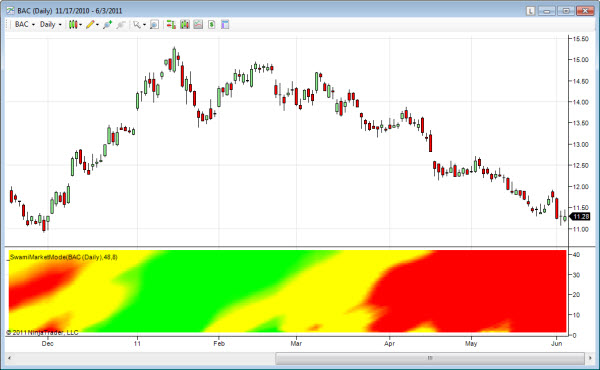 BAC (Daily) 11/17/2010 - 6/3/2011
L
BAC Daily
15.50
15.00
14.50
14.00
13.50
13.00
12.50
12.00
11.50
11.28
11.00
_SwamiMarketMode(BAC (Daily),48,8)
40
30
20
10
0
© 2011 NinjaTrader, LLC
Dec 11 Feb Mar Apr May Jun